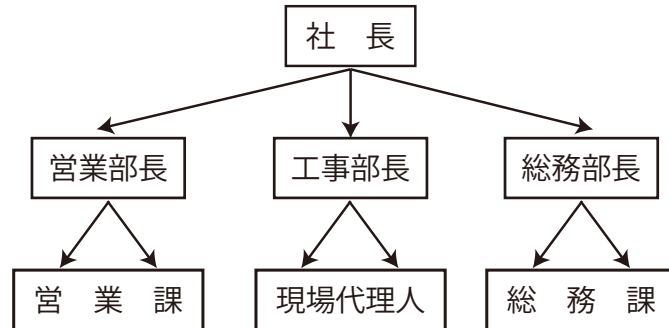 社　長
営業部長
工事部長
総務部長
営　業　課
現場代理人
総　務　課